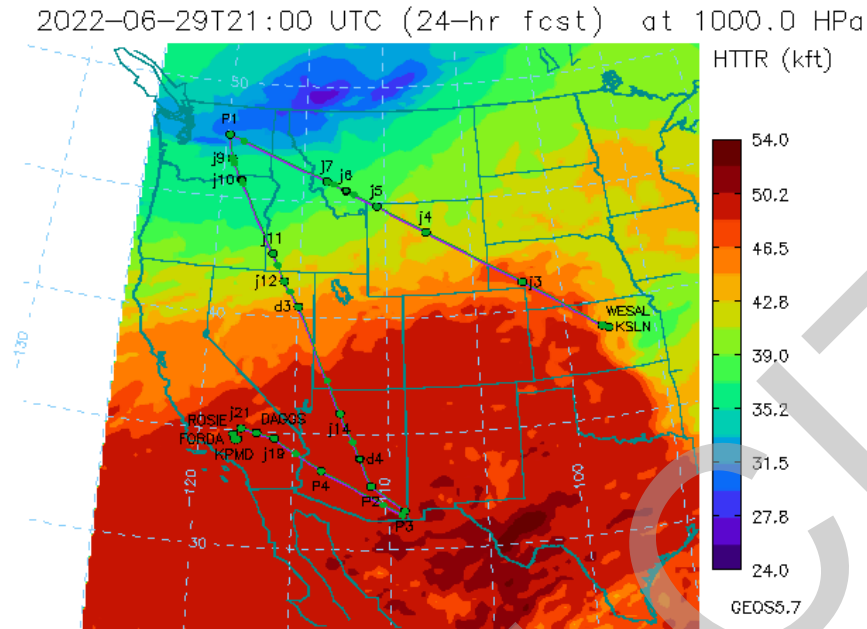 2022-06-29T21:00 UTC (24-hr fcst) at 1000.0 HPa
HTTR (kft)
50
P1
j9
j10
j7
j6
j5
j4
j11
j12
j3
d3
WESAL
KSLN
40
-130
ROSIE
j21
DAGGS
FORDA
KPMD
j19
j14
d4
P4
P2
P3
-120
-110
-100
30
54.0
50.2
46.5
42.8
39.0
35.2
31.5
27.8
24.0
GEOS5.7